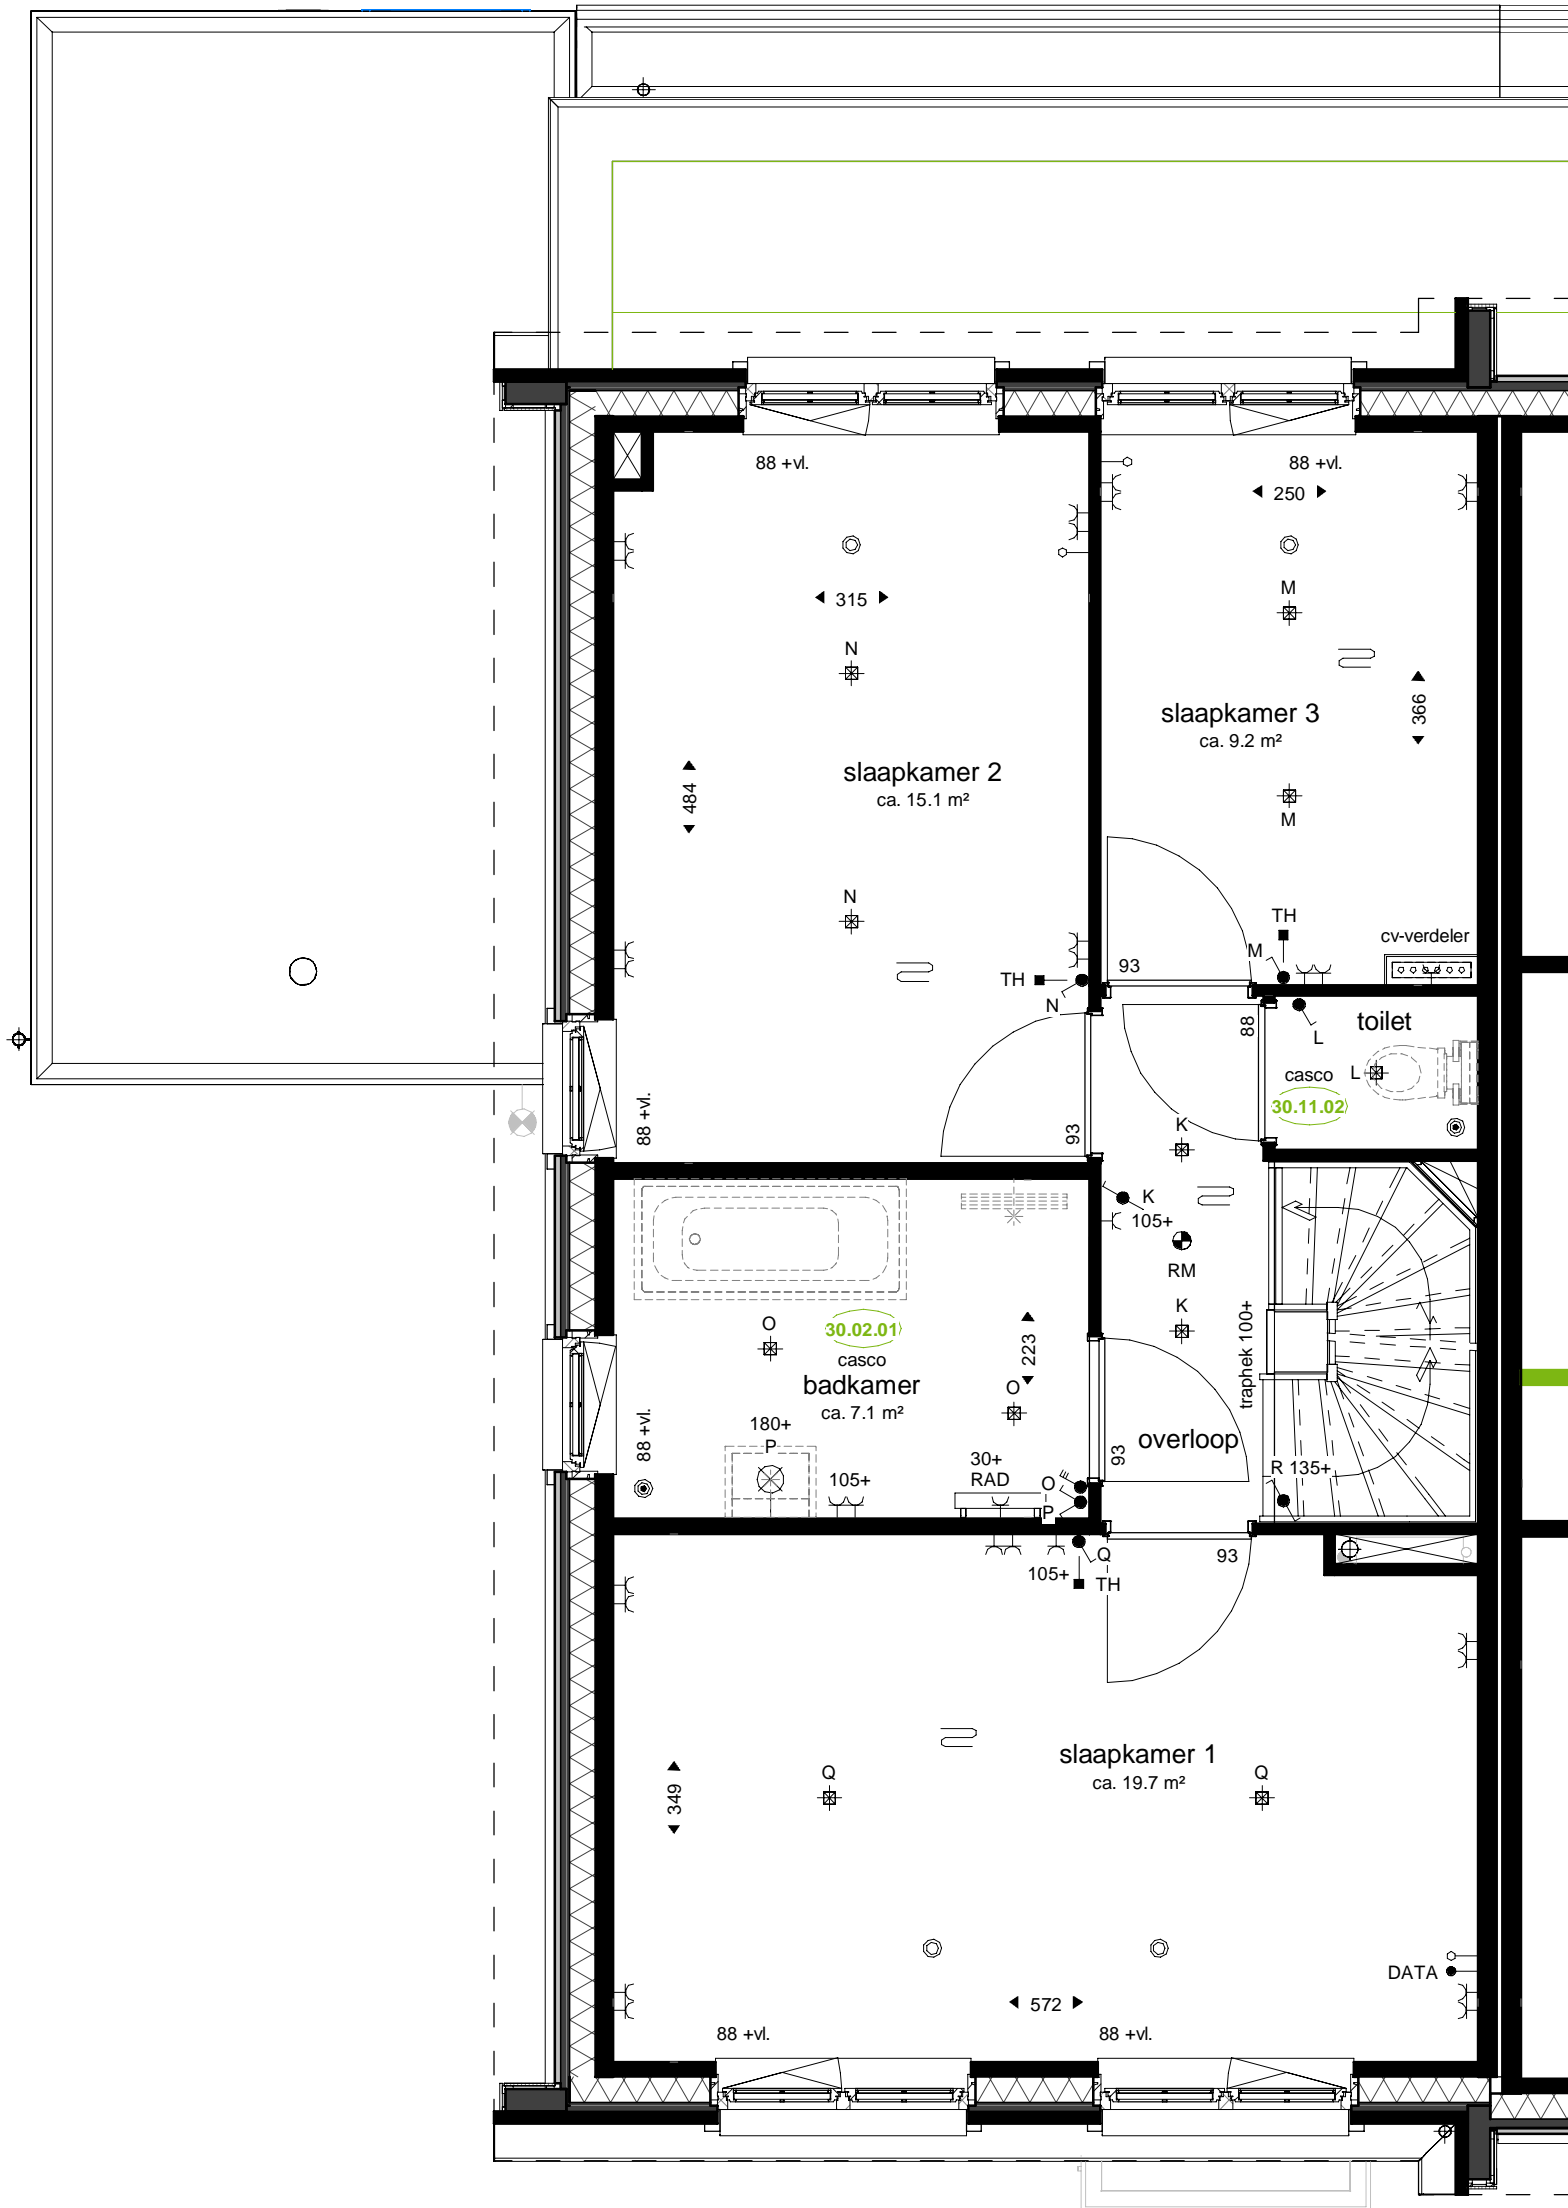 88 +vl.
88 +vl.
250
315
M
N
366
slaapkamer 3
ca. 9.2 m²
484
slaapkamer 2
ca. 15.1 m²
M
N
TH
cv-verdeler
M
93
TH
N
88
L
toilet
casco
L
30.11.02
88 +vl.
93
K
K
105+
RM
K
traphek 100+
O
30.02.01
casco
223
badkamer
ca. 7.1 m²
O
88 +vl.
180+
P
105+
30+
RAD
93
overloop
R 135+
O
P
Q
105+
TH
93
slaapkamer 1
ca. 19.7 m²
349
Q
Q
DATA
572
88 +vl.
88 +vl.